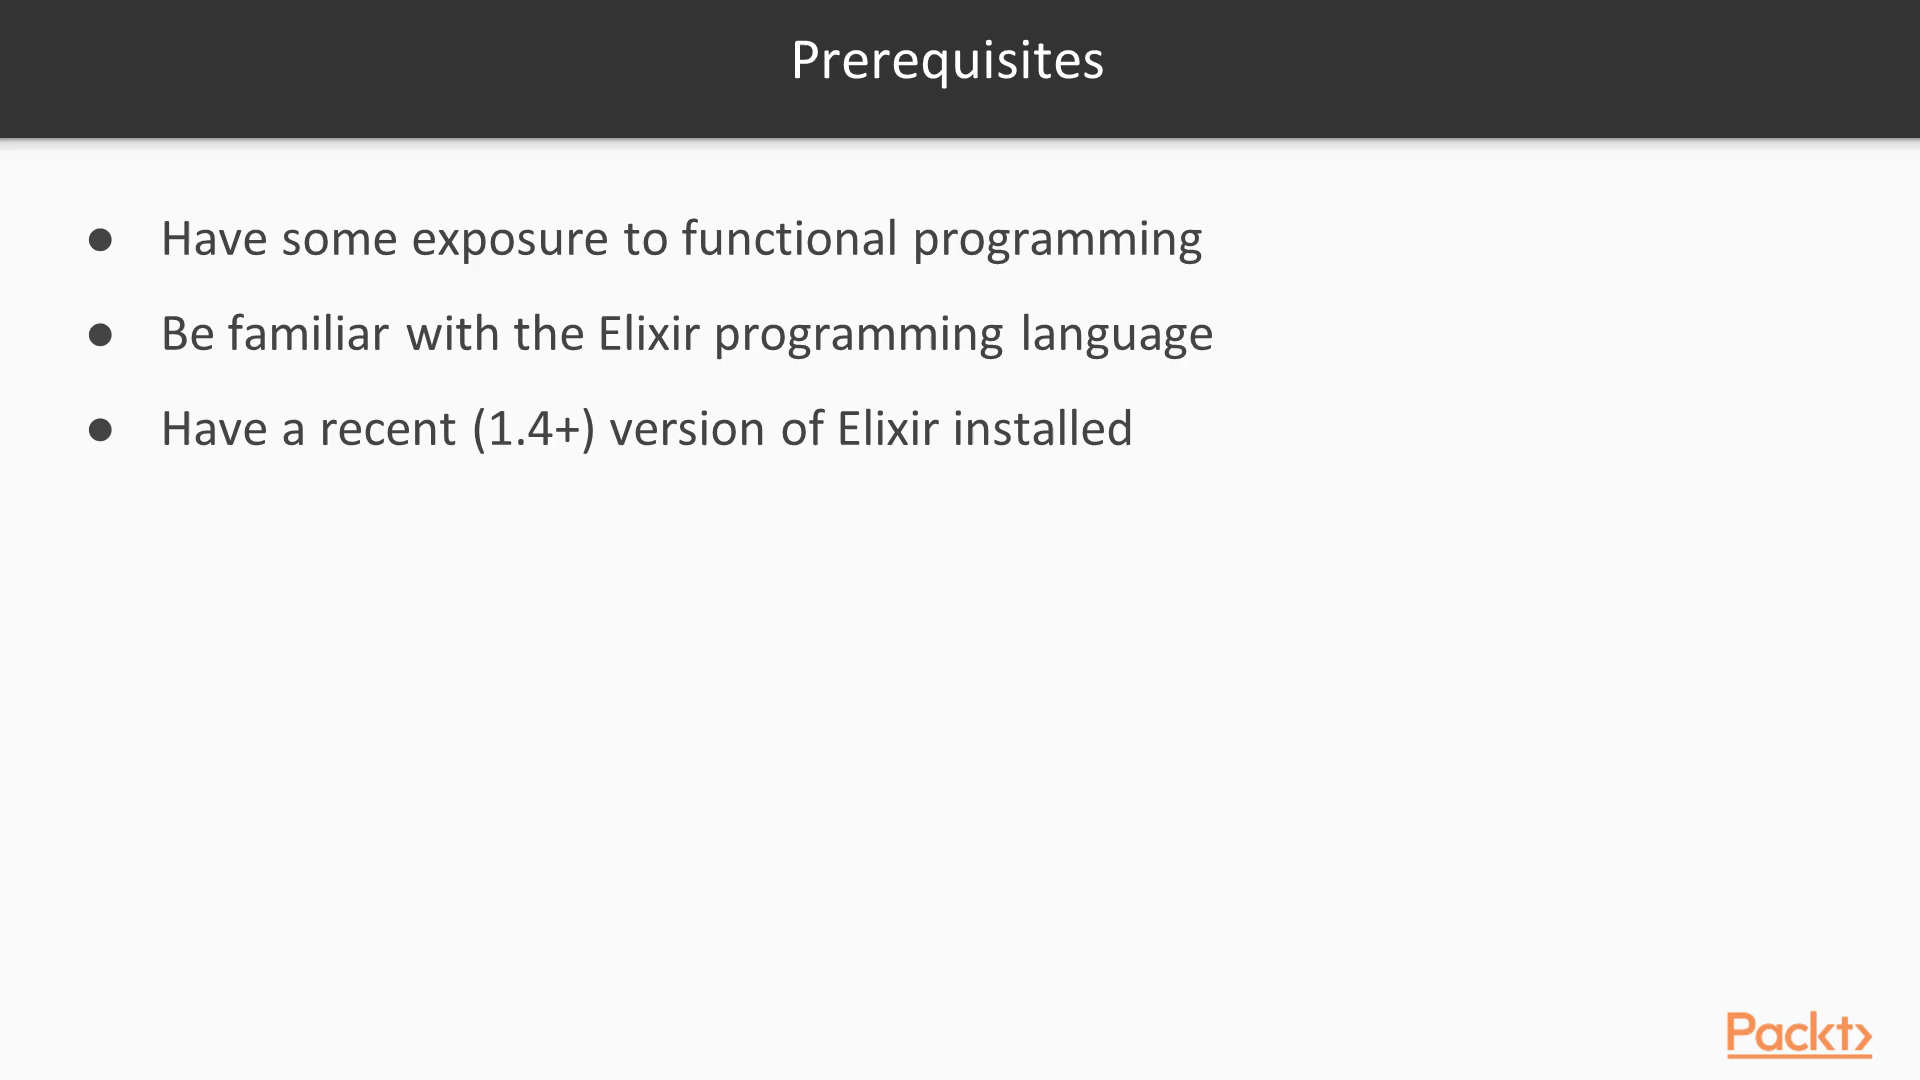 Prerequisites
● Have some exposure to functional programming
● Be familiar with the Elixir programming language
● Have a recent (1.4+) version of Elixir installed
Packt>